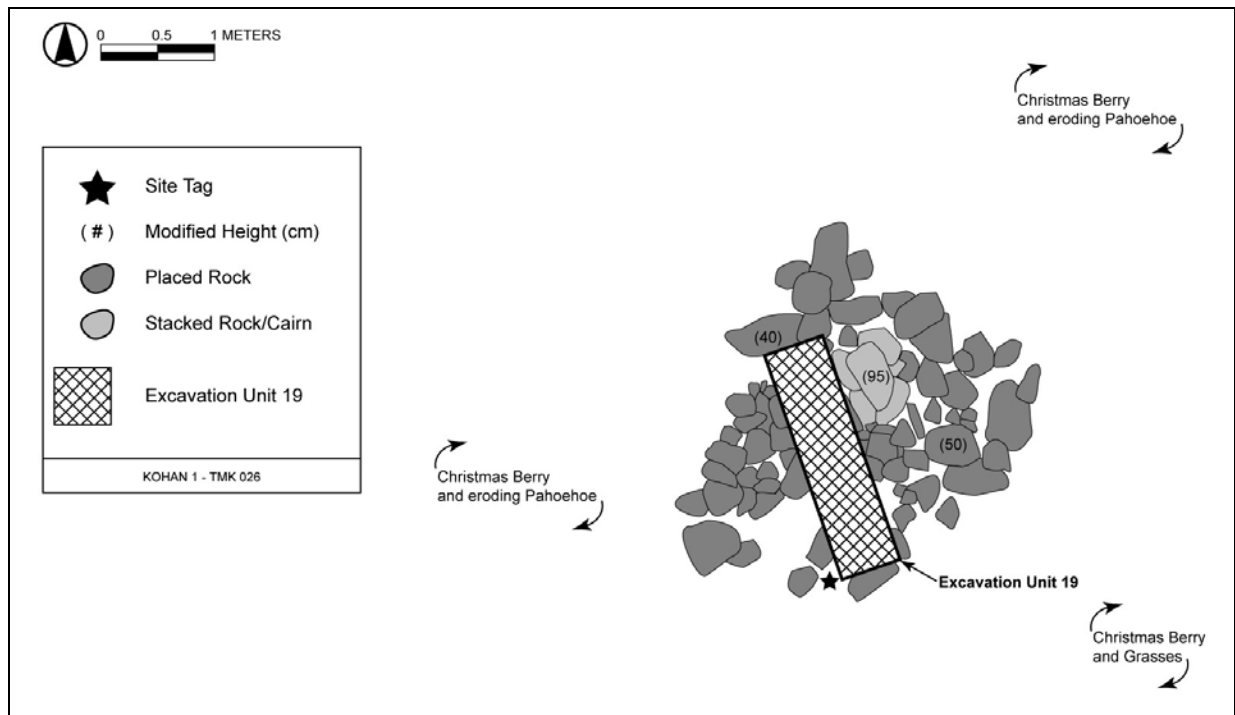 0 0.5 1 METERS
Christmas Berry
and eroding Pahoehoe
Site Tag
( # ) Modified Height (cm)
Placed Rock
Stacked Rock/Cairn
Excavation Unit 19
KOHAN 1 - TMK 026
(40)
(95)
(50)
Christmas Berry
and eroding Pahoehoe
Excavation Unit 19
Christmas Berry
and Grasses